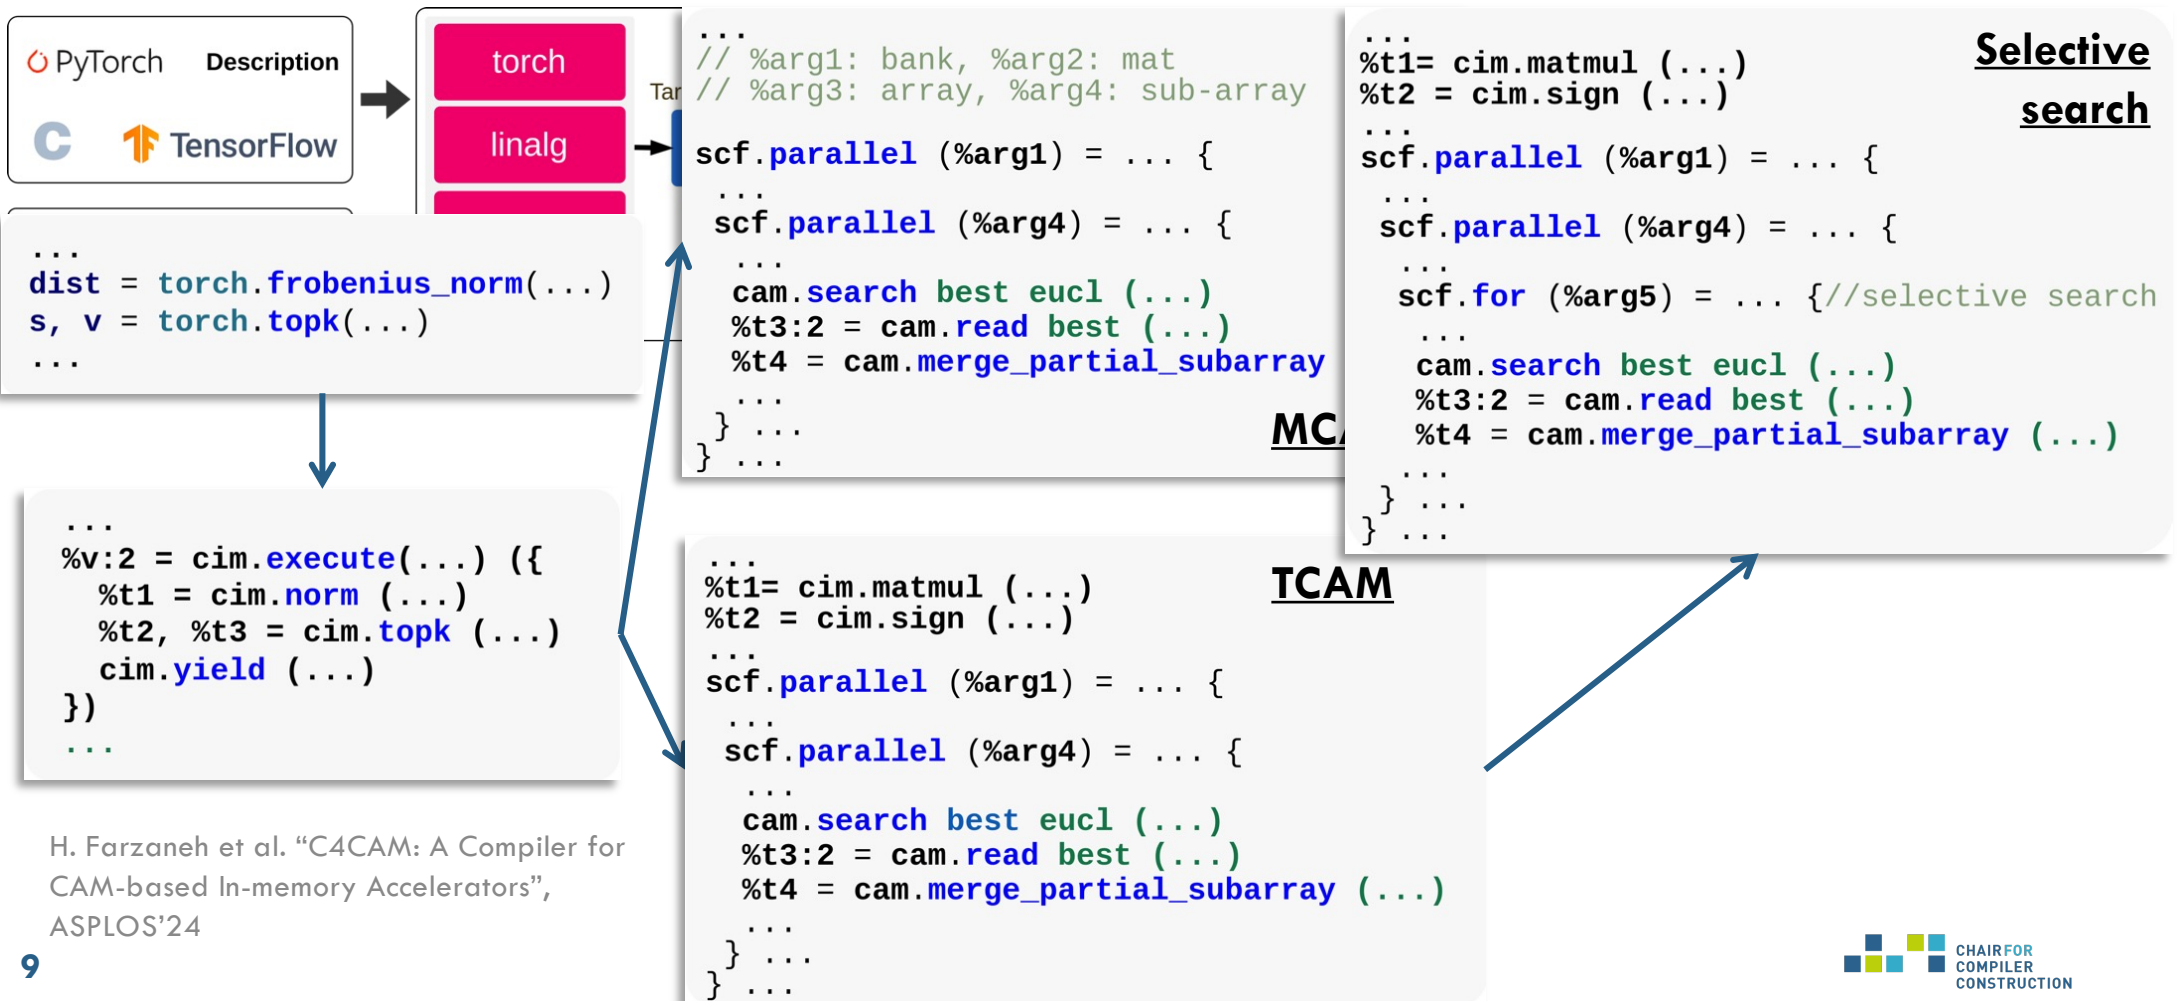 PyTorch Description
C TensorFlow
torch
linalg
...
dist = torch.frobenius_norm(...)
s, v = torch.topk(...)
...
...
%v:2 = cim.execute(...) ({
%t1 = cim.norm (...)
%t2, %t3 = cim.topk (...)
cim.yield (...)
})
...
...
// %arg1: bank, %arg2: mat
// %arg3: array, %arg4: sub-array
scf.parallel (%arg1) = ... {
...
scf.parallel (%arg4) = ... {
...
cam.search best eucl (...)
%t3:2 = cam.read best (...)
%t4 = cam.merge_partial_subarray
...
} ...
} ...
...
%t1= cim.matmul (...)
%t2 = cim.sign (...)
...
scf.parallel (%arg1) = ... {
...
scf.parallel (%arg4) = ... {
...
cam.search best eucl (...)
%t3:2 = cam.read best (...)
%t4 = cam.merge_partial_subarray (...)
...
} ...
} ...
TCAM
...
%t1= cim.matmul (...)
%t2 = cim.sign (...)
...
scf.parallel (%arg1) = ... {
...
scf.parallel (%arg4) = ... {
...
scf.for (%arg5) = ... {//selective search
...
cam.search best eucl (...)
%t3:2 = cam.read best (...)
%t4 = cam.merge_partial_subarray (...)
...
} ...
} ...
Selective
search
H. Farzaneh et al. “C4CAM: A Compiler for
CAM-based In-memory Accelerators”,
ASPLOS’24
9
CHAIR FOR
COMPILER
CONSTRUCTION